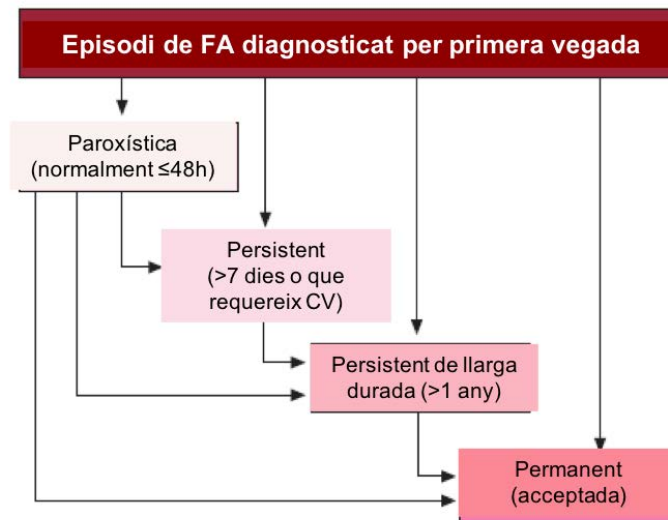 Episodi de FA diagnosticat per primera vegada
Paroxística
(normalment ≤48h)
Persistent
(>7 dies o que
requereix CV)
Persistent de llarga
durada (>1 any)
Permanent
(acceptada)